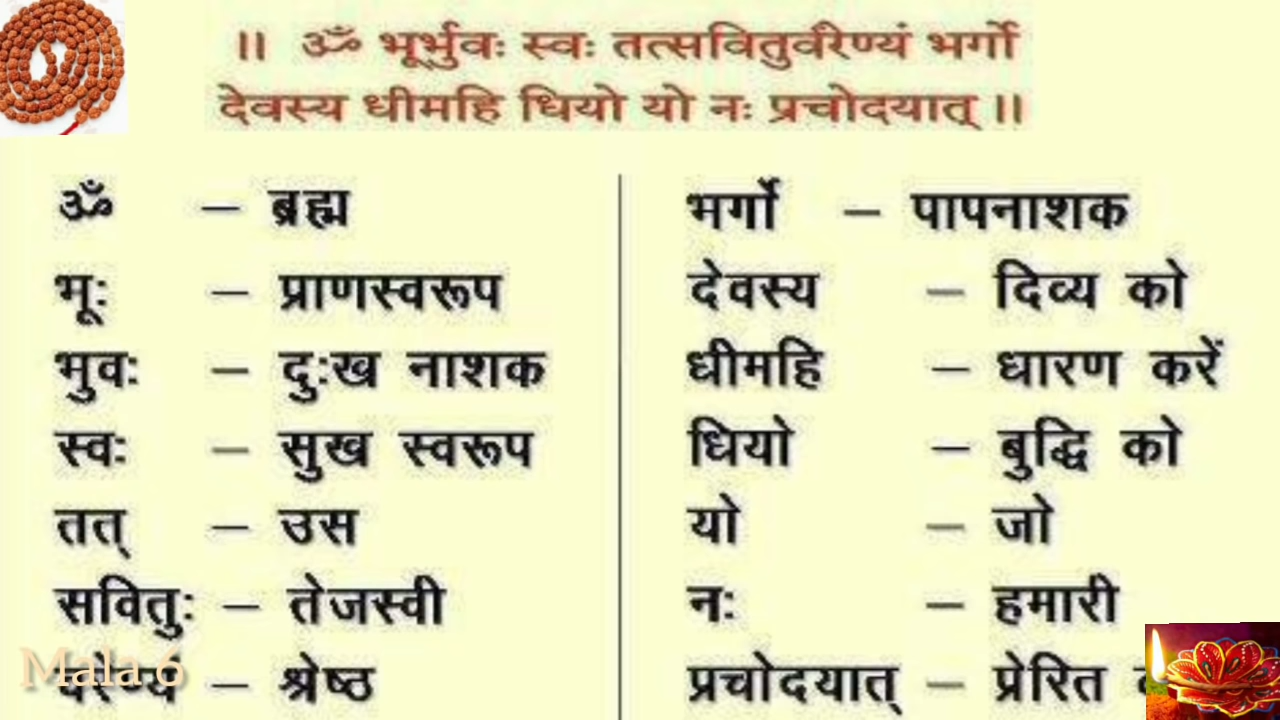 ॥ ॐ भूर्भुवः स्वः तत्सवितुर्वरेण्यं भर्गो
देवस्य धीमहि धियो यो नः प्रचोदयात् ॥
ॐ – ब्रह्म
भूः – प्राणस्वरूप
भुवः – दुःख नाशक
स्वः – सुख स्वरूप
तत् – उस
सवितुः – तेजस्वी
वरेण्य – श्रेष्ठ
Mala 6
भर्गो – पापनाशक
देवस्य – दिव्य को
धीमहि – धारण करें
धियो – बुद्धि को
यो – जो
नः – हमारी
प्रचोदयात् – प्रेरित